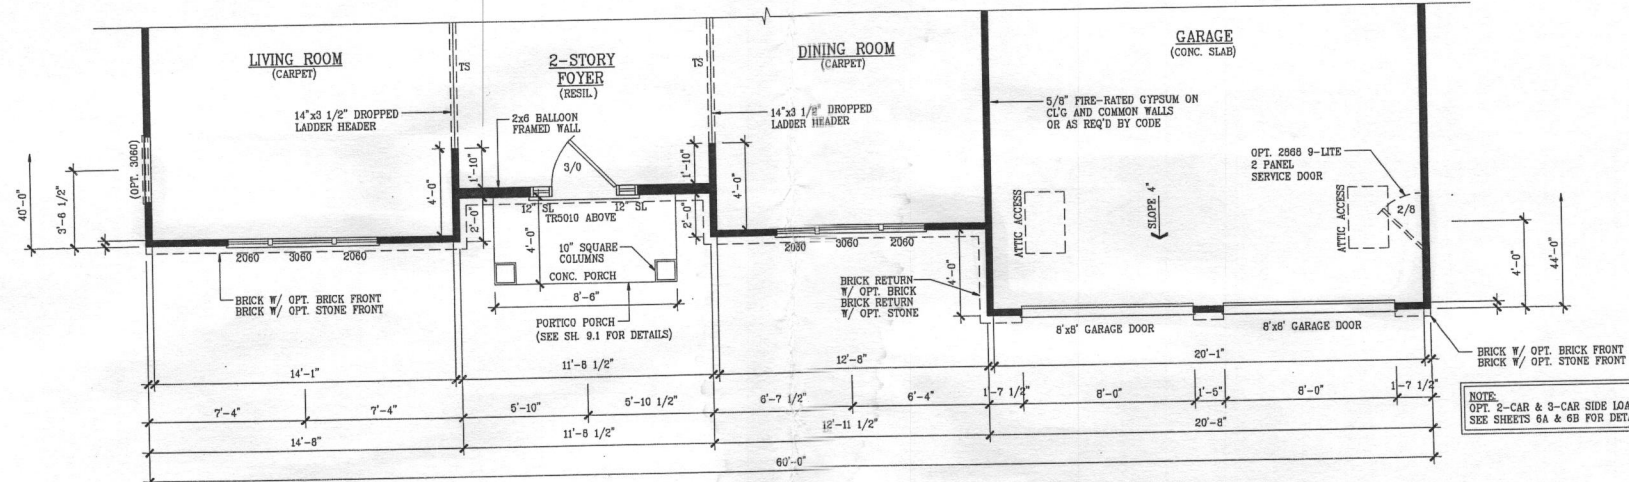 LIVING ROOM
(CARPET)
TS
2-STORY
FOYER
(RESIL.)
TS
DINING ROOM
(CARPET)
GARAGE
(CONC. SLAB)
14"x3 1/2" DROPPED
LADDER HEADER
2x6 BALLOON
FRAMED WALL
14"x3 1/2" DROPPED
LADDER HEADER
5/8" FIRE-RATED GYPSUM ON
CL'G AND COMMON WALLS
OR AS REQ'D BY CODE
OPT. 2868 9-LITE
2 PANEL
SERVICE DOOR
(OPT. 3060)
40'-0"
3'-6 1/2"
4'-0"
1'-10"
3/0
1'-10"
4'-0"
2'-0"
12" SL
12" SL
TR5010 ABOVE
2'-0"
4'-0"
10" SQUARE
COLUMNS
CONC. PORCH
8'-6"
ATTIC ACCESS
SLOPE 4"
ATTIC ACCESS
2/8
4'-0"
44'-0"
2060
3060
2060
2060
3060
2060
4'-0"
BRICK W/ OPT. BRICK FRONT
BRICK W/ OPT. STONE FRONT
PORTICO PORCH
(SEE SH. 9.1 FOR DETAILS)
BRICK RETURN
W/ OPT. BRICK
BRICK RETURN
W/ OPT. STONE
8'x8' GARAGE DOOR
8'x8' GARAGE DOOR
BRICK W/ OPT. BRICK FRONT
BRICK W/ OPT. STONE FRONT
14'-1"
11'-8 1/2"
12'-8"
20'-1"
7'-4"
7'-4"
5'-10"
5'-10 1/2"
6'-7 1/2"
6'-4"
1-7 1/2"
8'-0"
1'-5"
8'-0"
1-7 1/2"
14'-8"
11'-8 1/2"
12'-11 1/2"
20'-8"
60'-0"
NOTE:
OPT. 2-CAR & 3-CAR SIDE LOA
SEE SHEETS 6A & 6B FOR DETA